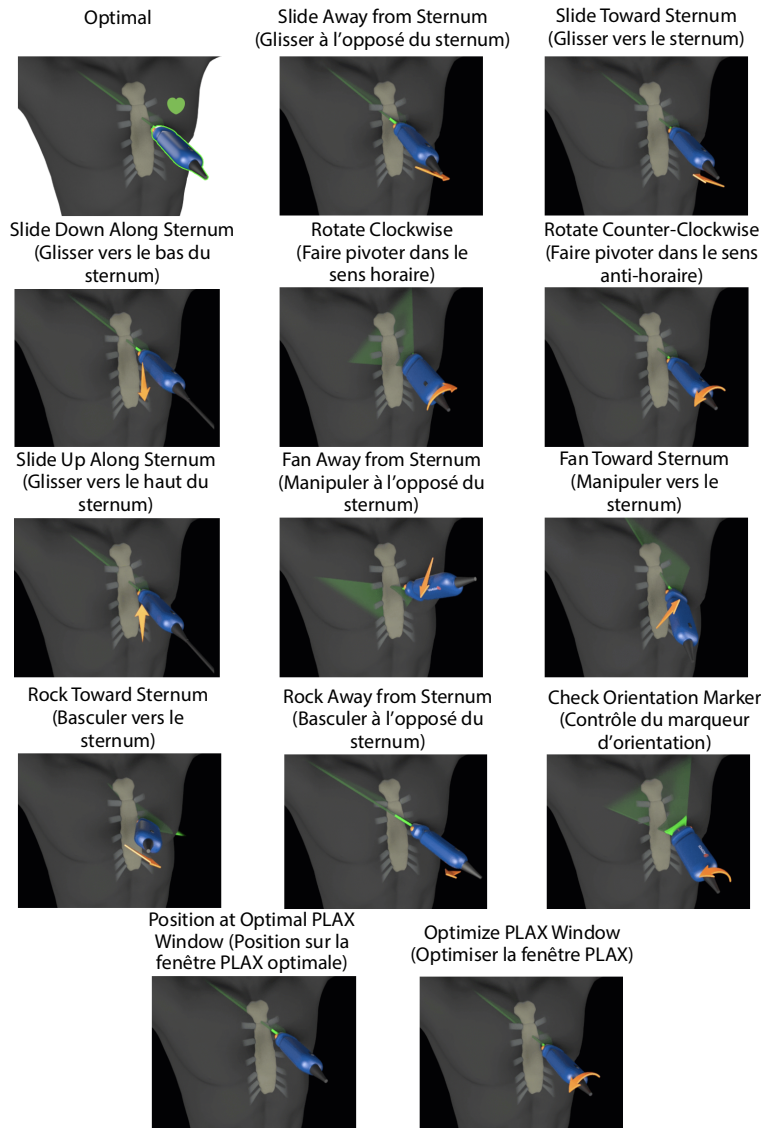 Optimal
Slide Away from Sternum
(Glisser à l'opposé du sternum)
Slide Toward Sternum
(Glisser vers le sternum)
Slide Down Along Sternum
(Glisser vers le bas du
sternum)
Rotate Clockwise
(Faire pivoter dans le
sens horaire)
Rotate Counter-Clockwise
(Faire pivoter dans le sens
anti-horaire)
Slide Up Along Sternum
(Glisser vers le haut du
sternum)
Fan Away from Sternum
(Manipuler à l'opposé du
sternum)
Fan Toward Sternum
(Manipuler vers le
sternum)
Rock Toward Sternum
(Basculer vers le
sternum)
Rock Away from Sternum
(Basculer à l'opposé du
sternum)
Check Orientation Marker
(Contrôle du marqueur
d'orientation)
Position at Optimal PLAX
Window (Position sur la
fenêtre PLAX optimale)
Optimize PLAX Window
(Optimiser la fenêtre PLAX)